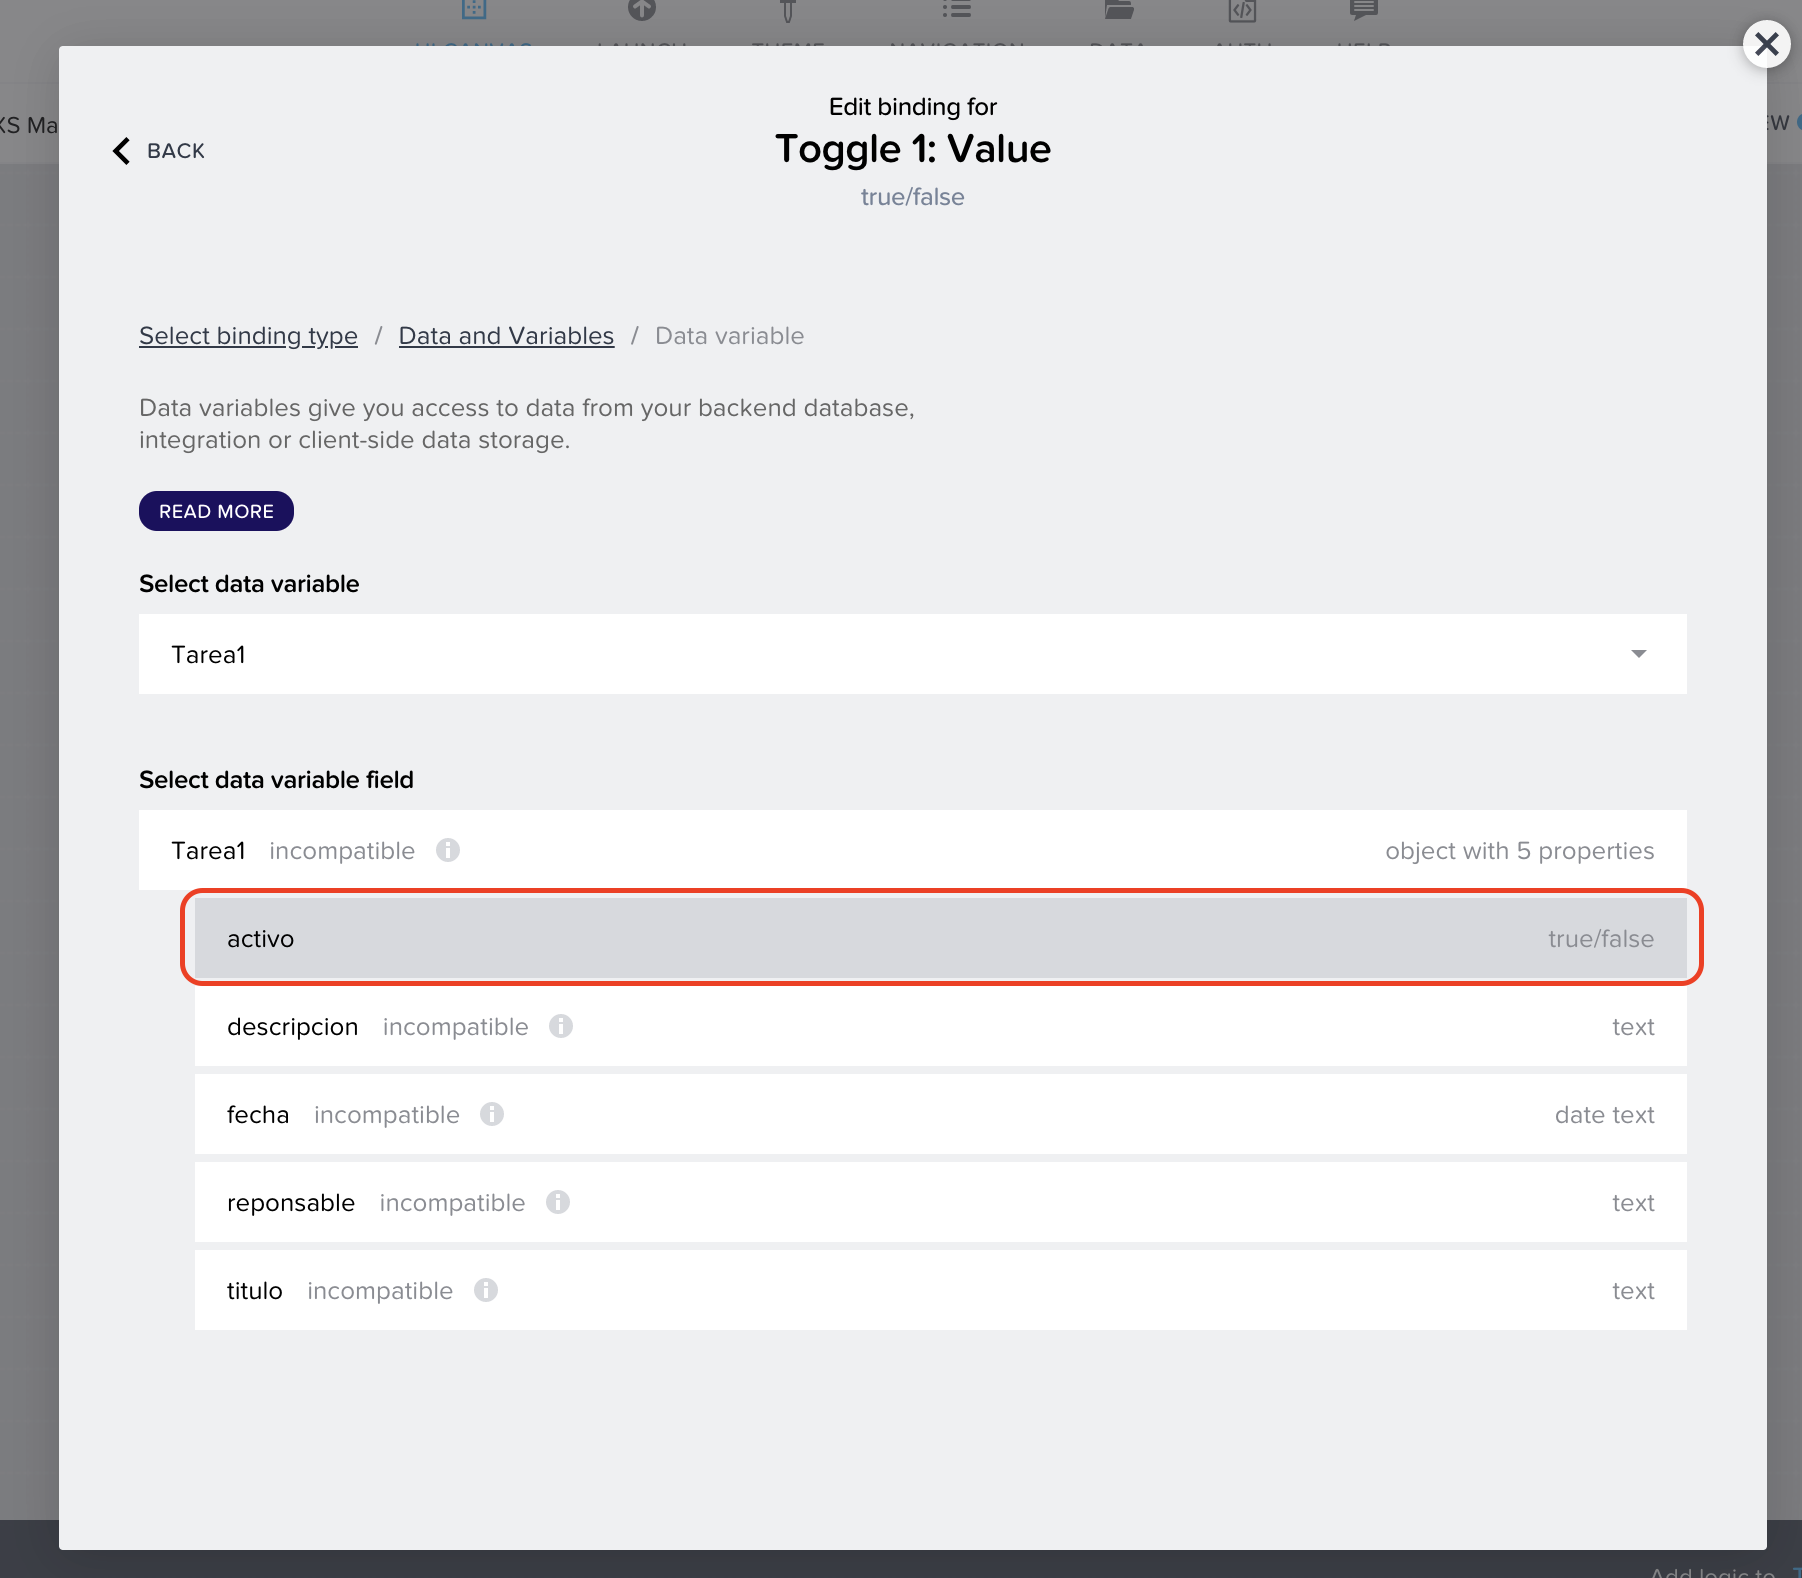 XS Ma
EW
Edit binding for
BACK
Toggle 1: Value
true/false
Select binding type / Data and Variables / Data variable
Data variables give you access to data from your backend database,
integration or client-side data storage.
READ MORE
Select data variable
Tarea1
Select data variable field
Tarea1 incompatible object with 5 properties
activo true/false
descripcion incompatible text
fecha incompatible date text
reponsable incompatible text
titulo incompatible text
Add logic to